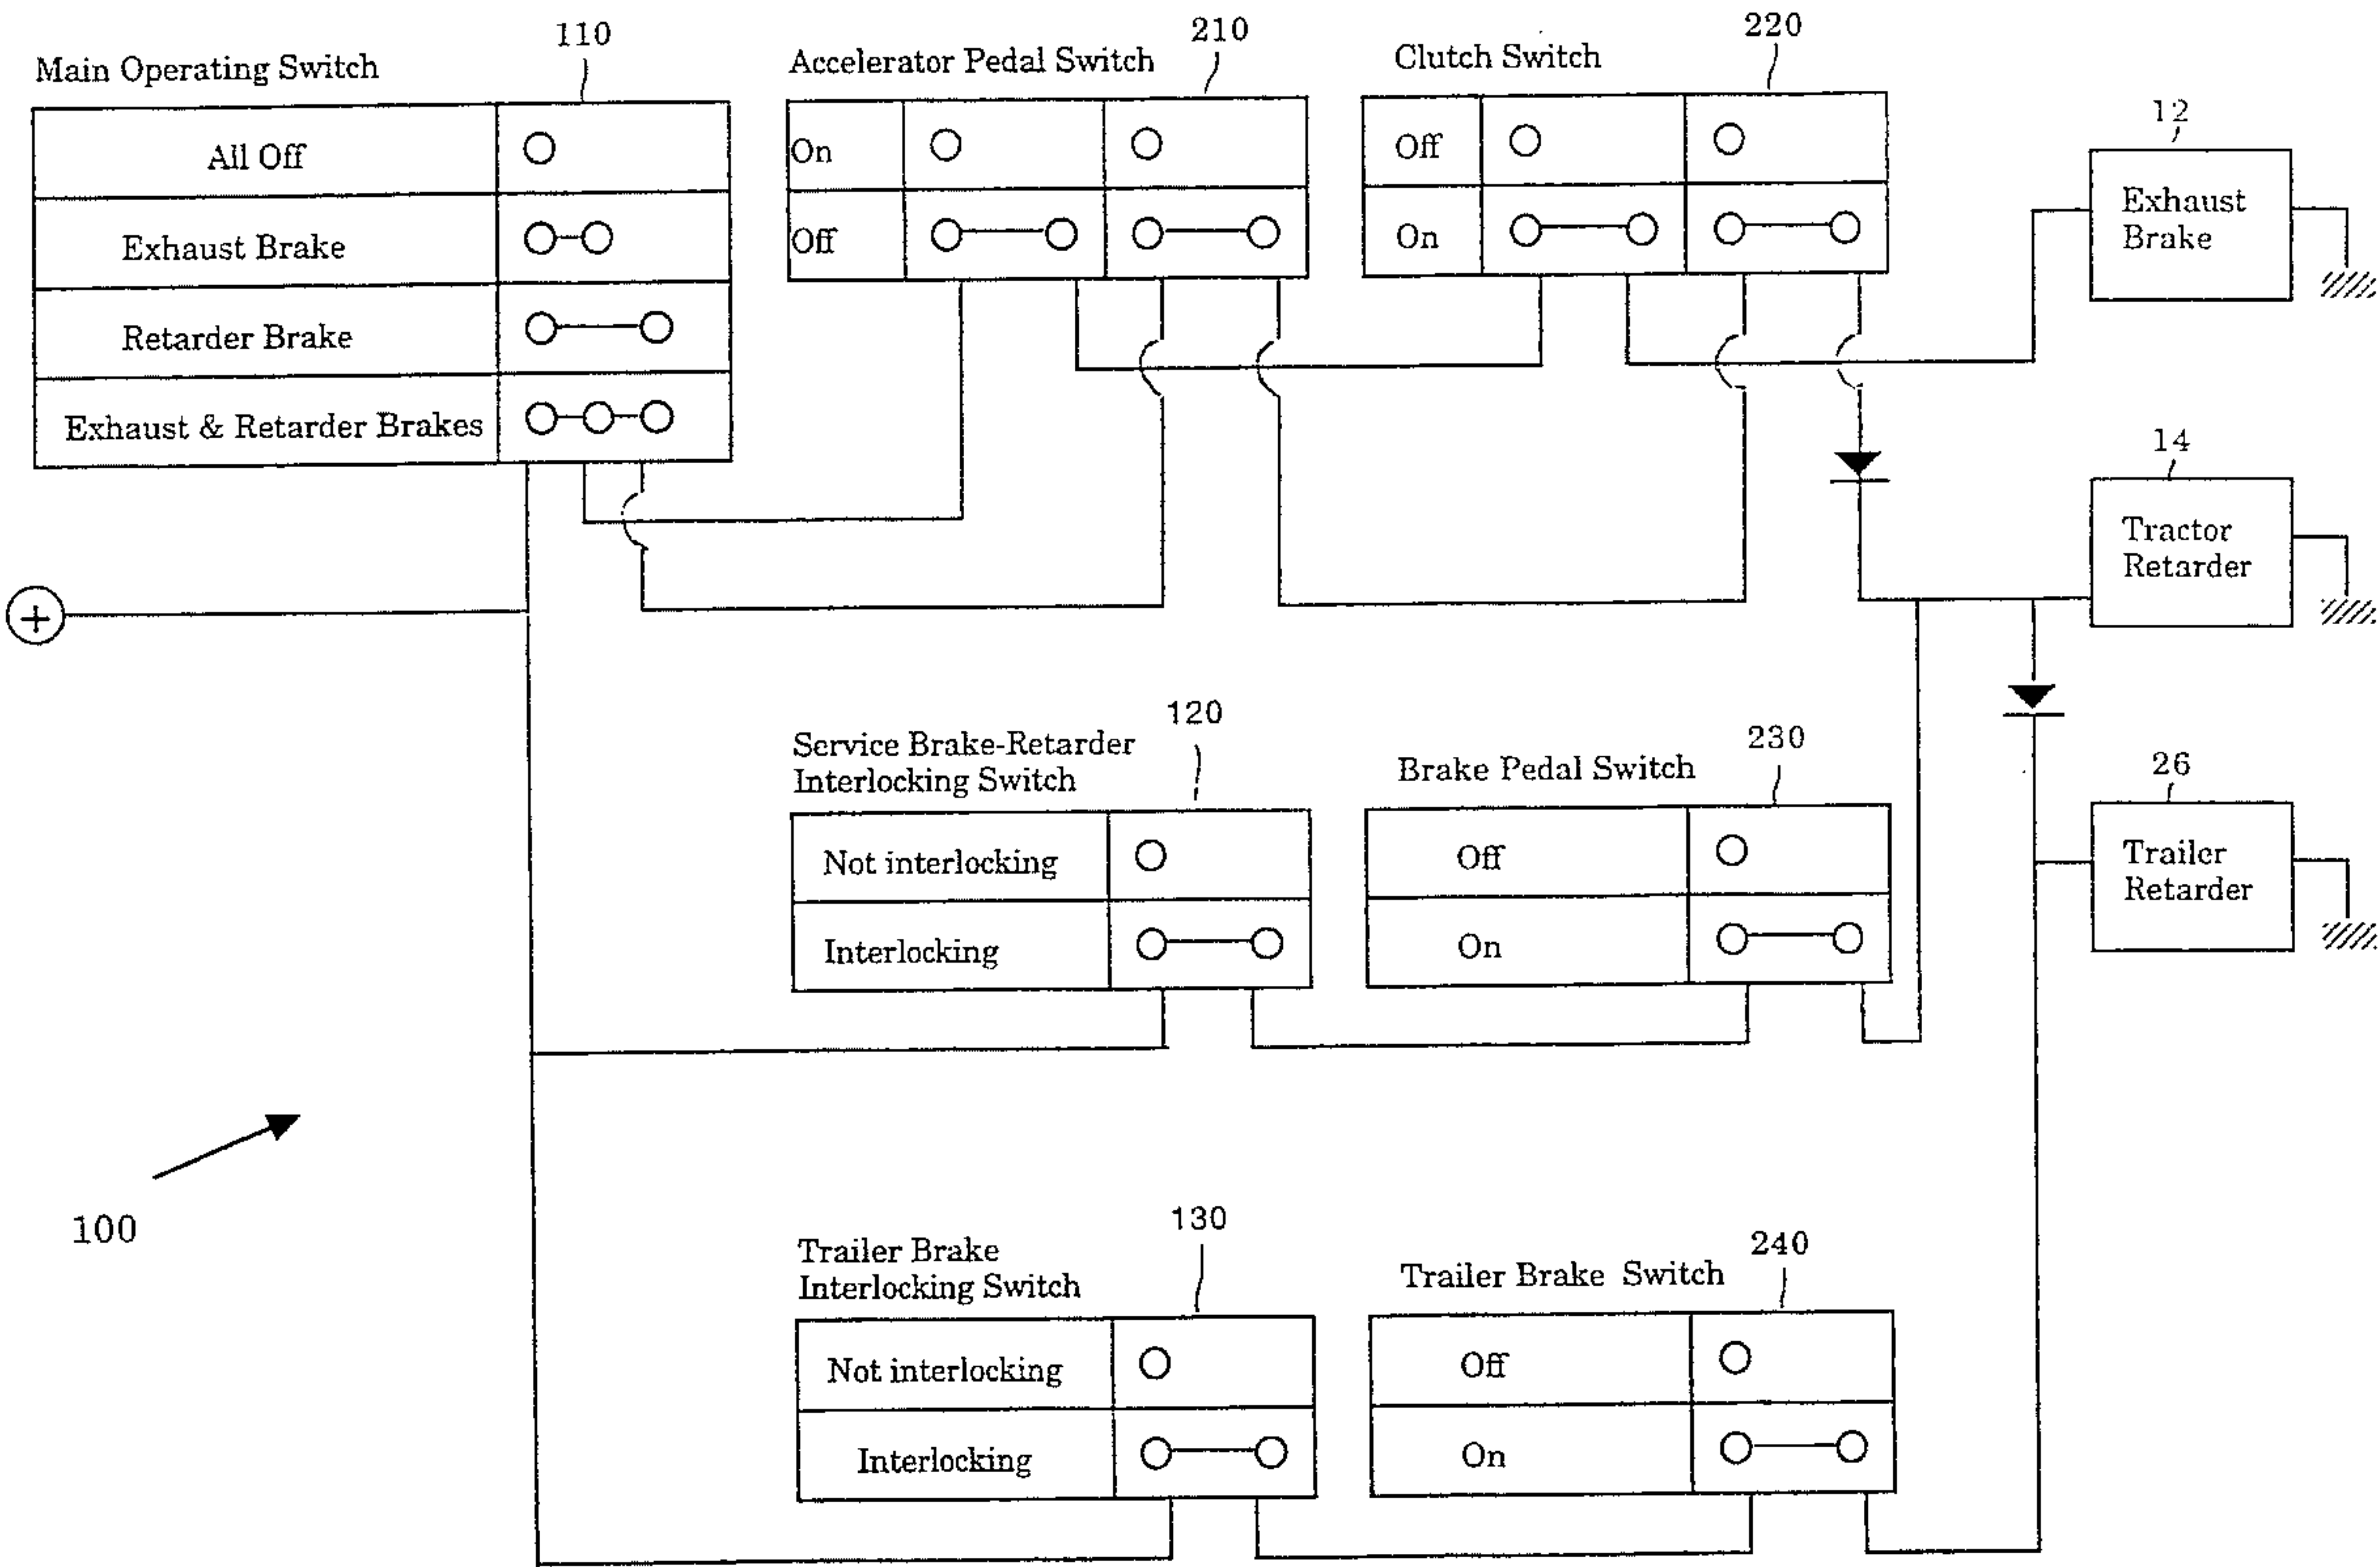 110
Main Operating Switch
All Off
Exhaust Brake
Retarder Brake
Exhaust & Retarder Brakes
210
Accelerator Pedal Switch
On
Off
220
Clutch Switch
Off
On
12
Exhaust
Brake
14
Tractor
Retarder
+
120
Service Brake-Retarder
Interlocking Switch
Not interlocking
Interlocking
230
Brake Pedal Switch
Off
On
26
Trailer
Retarder
100
130
Trailer Brake
Interlocking Switch
Not interlocking
Interlocking
240
Trailer Brake Switch
Off
On